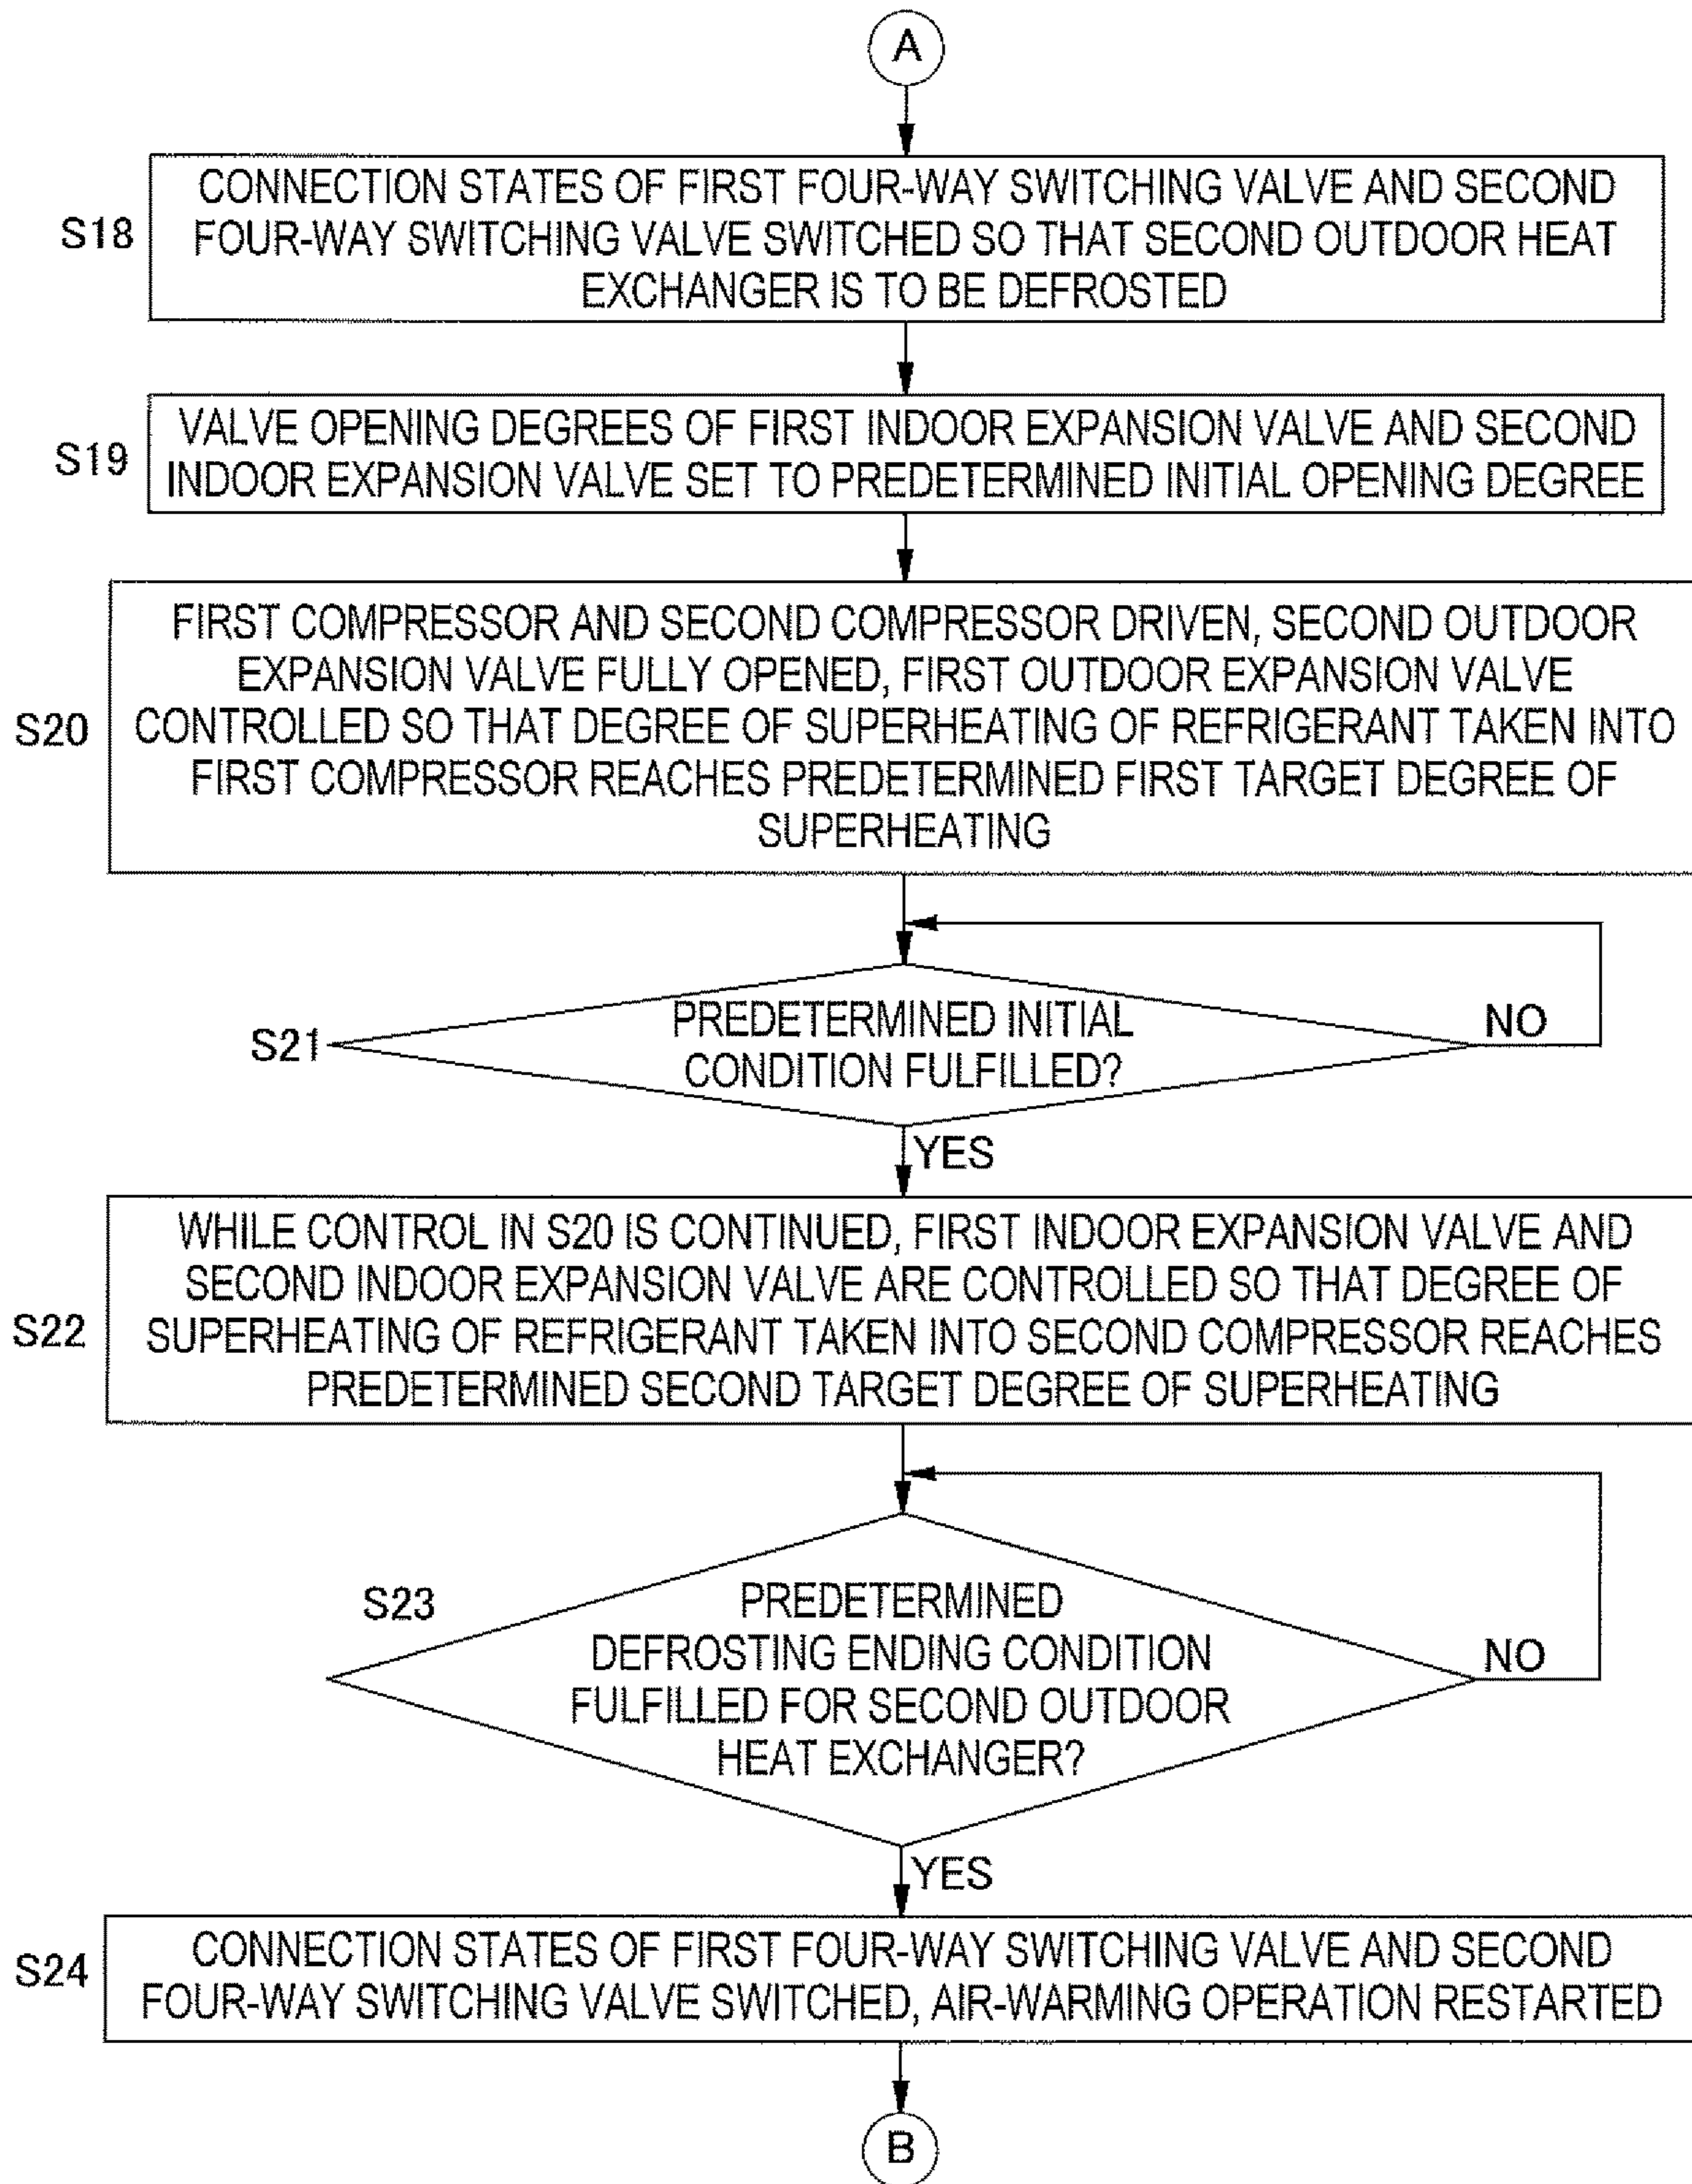 A
S18
CONNECTION STATES OF FIRST FOUR-WAY SWITCHING VALVE AND SECOND
FOUR-WAY SWITCHING VALVE SWITCHED SO THAT SECOND OUTDOOR HEAT
EXCHANGER IS TO BE DEFROSTED
S19
VALVE OPENING DEGREES OF FIRST INDOOR EXPANSION VALVE AND SECOND
INDOOR EXPANSION VALVE SET TO PREDETERMINED INITIAL OPENING DEGREE
S20
FIRST COMPRESSOR AND SECOND COMPRESSOR DRIVEN, SECOND OUTDOOR
EXPANSION VALVE FULLY OPENED, FIRST OUTDOOR EXPANSION VALVE
CONTROLLED SO THAT DEGREE OF SUPERHEATING OF REFRIGERANT TAKEN INTO
FIRST COMPRESSOR REACHES PREDETERMINED FIRST TARGET DEGREE OF
SUPERHEATING
S21
PREDETERMINED INITIAL
CONDITION FULFILLED?
NO
YES
S22
WHILE CONTROL IN S20 IS CONTINUED, FIRST INDOOR EXPANSION VALVE AND
SECOND INDOOR EXPANSION VALVE ARE CONTROLLED SO THAT DEGREE OF
SUPERHEATING OF REFRIGERANT TAKEN INTO SECOND COMPRESSOR REACHES
PREDETERMINED SECOND TARGET DEGREE OF SUPERHEATING
S23
PREDETERMINED
DEFROSTING ENDING CONDITION
FULFILLED FOR SECOND OUTDOOR
HEAT EXCHANGER?
NO
YES
S24
CONNECTION STATES OF FIRST FOUR-WAY SWITCHING VALVE AND SECOND
FOUR-WAY SWITCHING VALVE SWITCHED, AIR-WARMING OPERATION RESTARTED
B